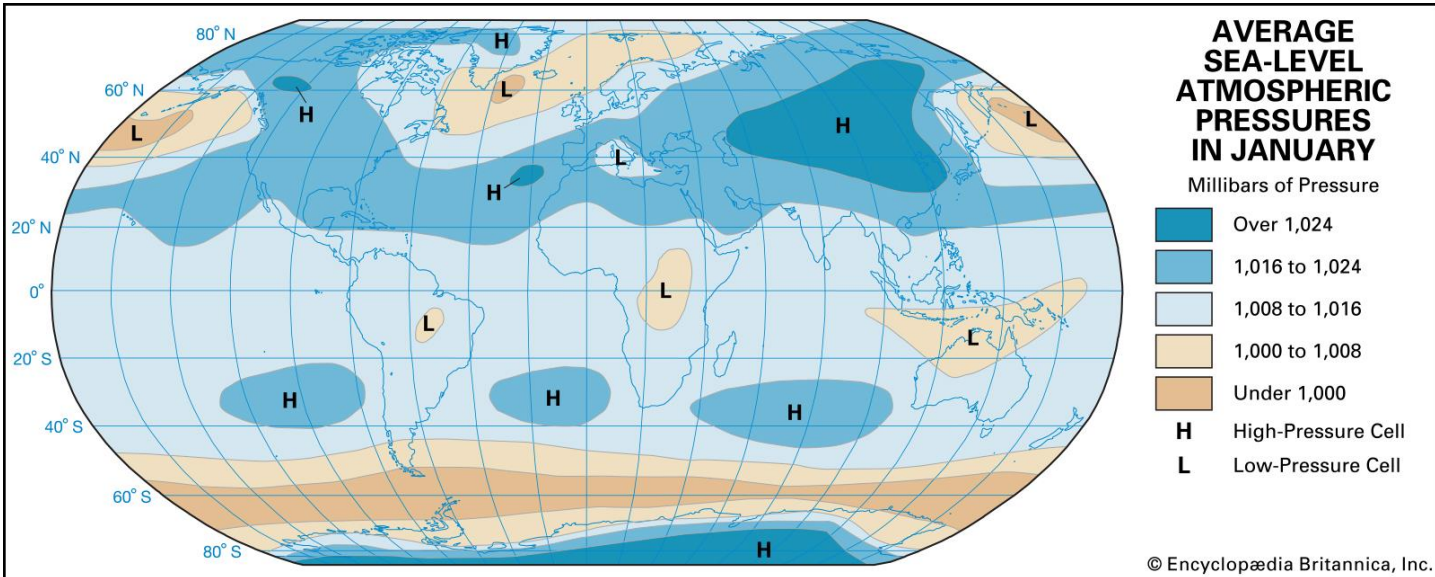 AVERAGE
SEA-LEVEL
ATMOSPHERIC
PRESSURES
IN JANUARY
Millibars of Pressure
Over 1,024
1,016 to 1,024
1,008 to 1,016
1,000 to 1,008
Under 1,000
H High-Pressure Cell
L Low-Pressure Cell
80° N
60° N
40° N
20° N
0°
20° S
40° S
60° S
80° S
H
L
H
L
L
H
L
H
H
L
L
L
H
H
H
H
© Encyclopædia Britannica, Inc.